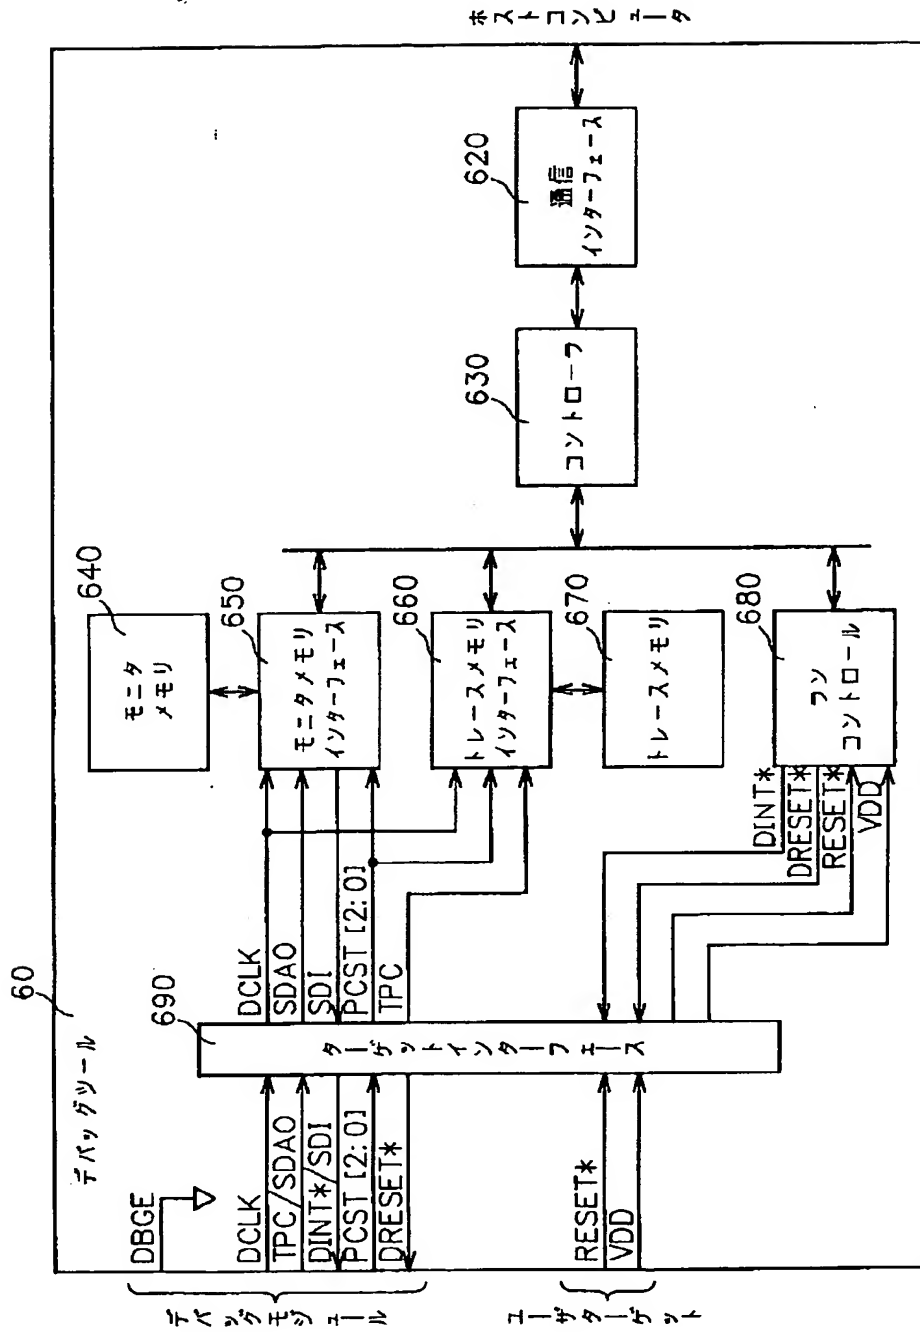 ホストコンピュータ
60
デバッグツール
620
通信
インターフェース
630
コントローラ
640
モニタ
メモリ
650
モニタメモリ
インターフェース
660
トレースメモリ
インターフェース
670
トレースメモリ
680
ラン
コントロール
DINT*
DRESET*
RESET*
VDD
690
DCLK
SDAO
SDI
PCST [2:0]
TPC
ターゲットインターフェース
DBGE
DCLK
TPC/SDAO
DINT*/SDI
PCST [2:0]
DRESET*
RESET*
VDD
デバッグモジュール
ユーザターゲット